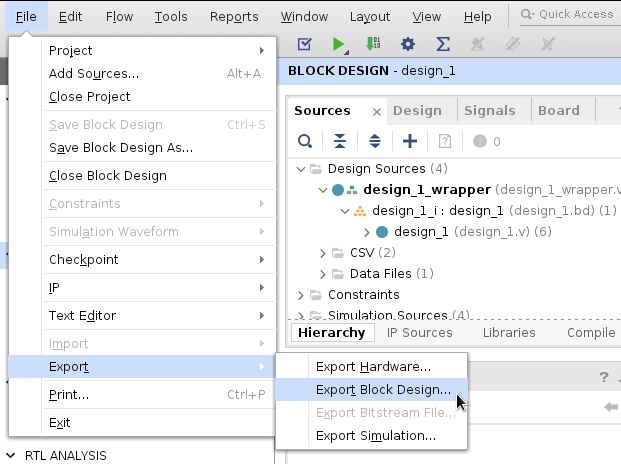 File Edit Flow Tools Reports Window Layout View Help Quick Access
Project
Add Sources... Alt+A
Close Project
Save Block Design Ctrl+S
Save Block Design As...
Close Block Design
Constraints
Simulation Waveform
Checkpoint
IP
Text Editor
Import
Export
Print... Ctrl+P
Exit
RTL ANALYSIS
BLOCK DESIGN - design_1
Sources × Design Signals Board ?
? 0
Design Sources (4)
design_1_wrapper (design_1_wrapper.v
design_1_i : design_1 (design_1.bd) (1)
design_1 (design_1.v) (6)
CSV (2)
Data Files (1)
Constraints
Simulation Sources (4)
Hierarchy IP Sources Libraries Compile
Export Hardware...
Export Block Design...
Export Bitstream File...
Export Simulation...
?